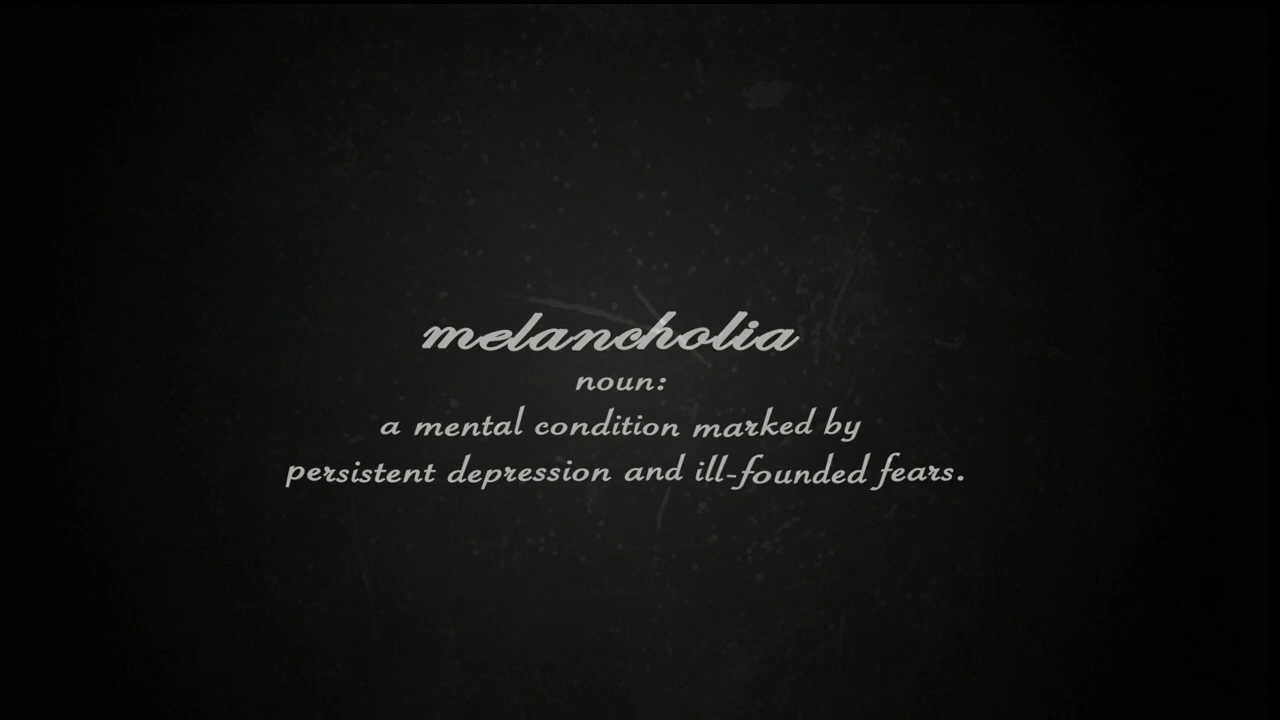 melancholia
noun:
a mental condition marked by
persistent depression and ill-founded fears.